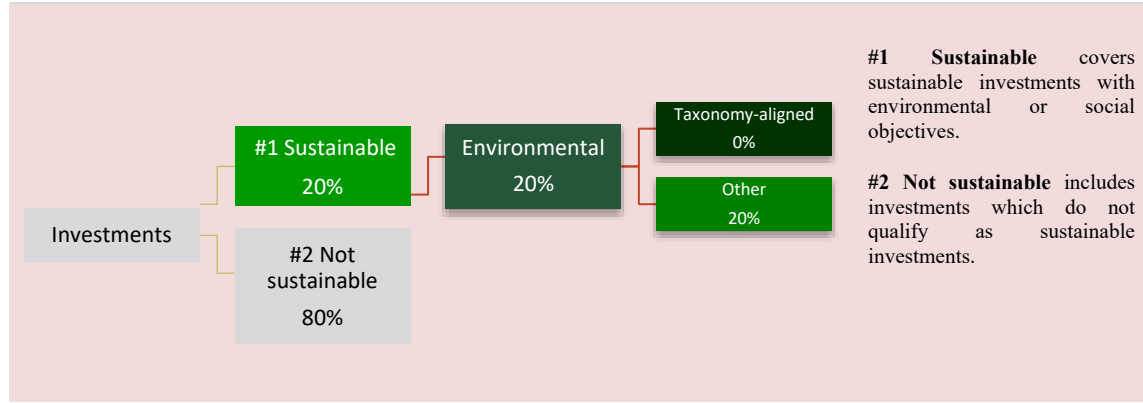 Investments
#1 Sustainable
20%
#2 Not
sustainable
80%
Environmental
20%
Taxonomy-aligned
0%
Other
20%
#1 Sustainable covers
sustainable investments with
environmental or social
objectives.
#2 Not sustainable includes
investments which do not
qualify as sustainable
investments.